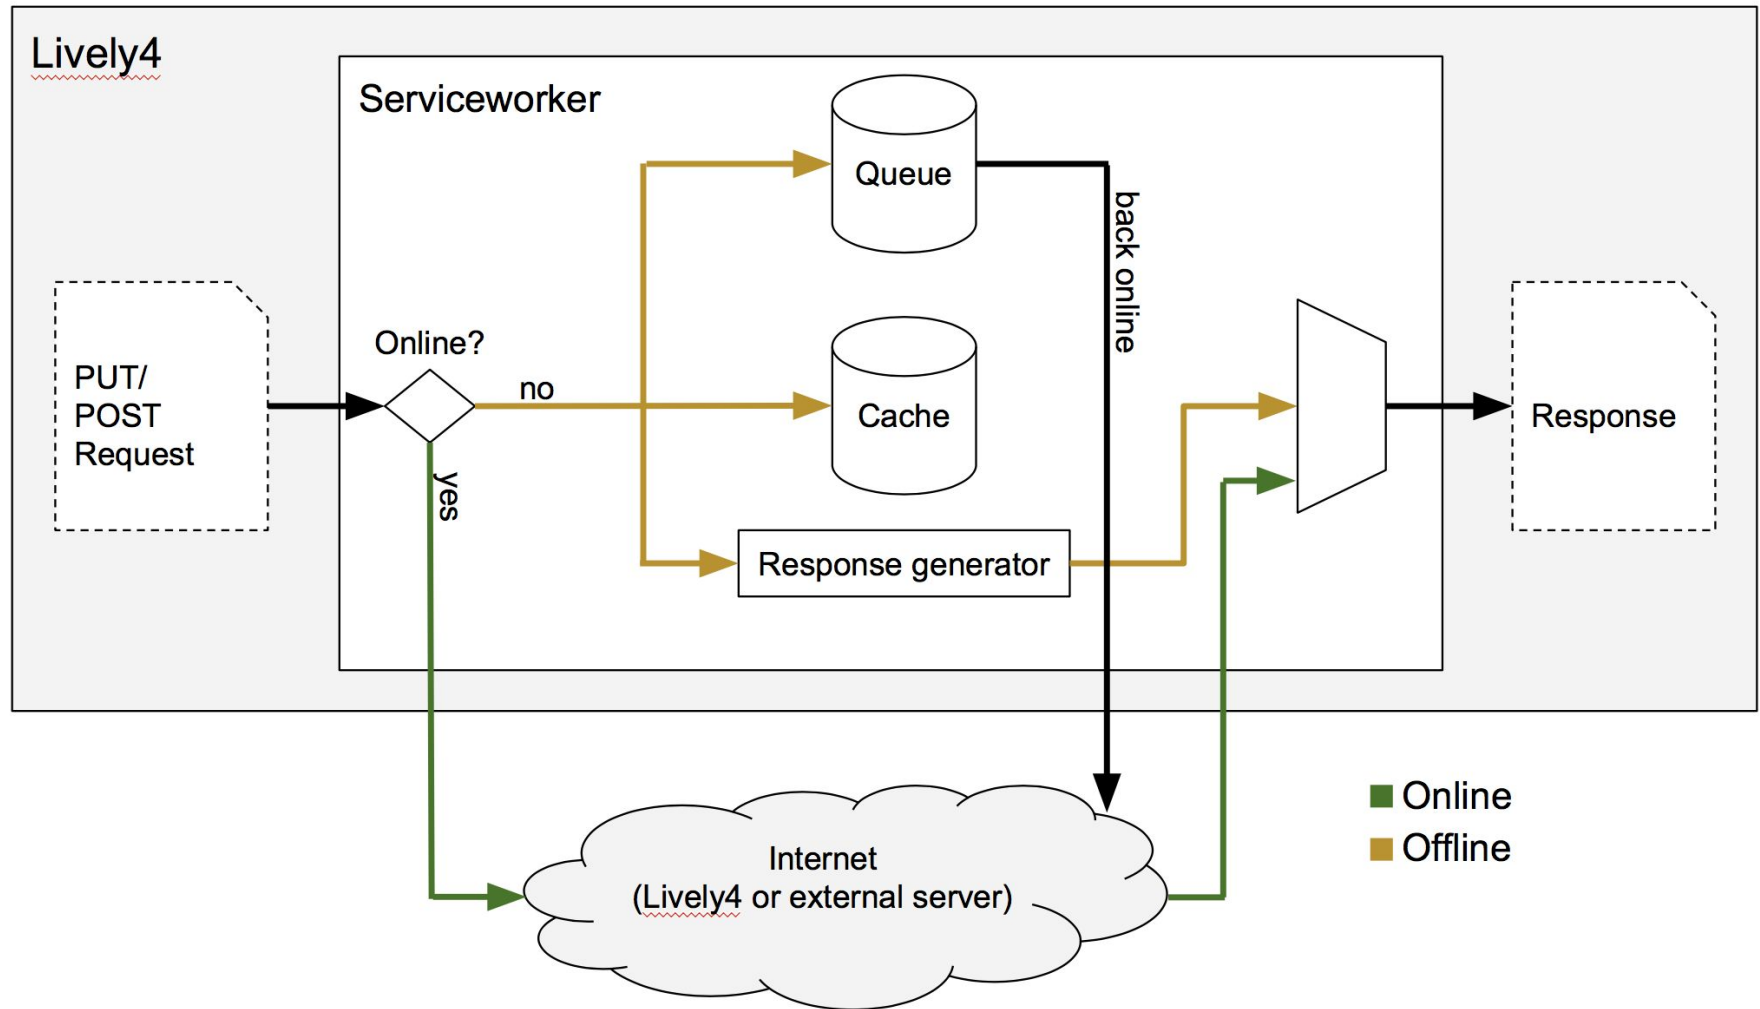 Lively4
Serviceworker
Queue
back online
Online?
no
yes
PUT/
POST
Request
Cache
Response
Response generator
Online
Offline
Internet
(Lively4 or external server)